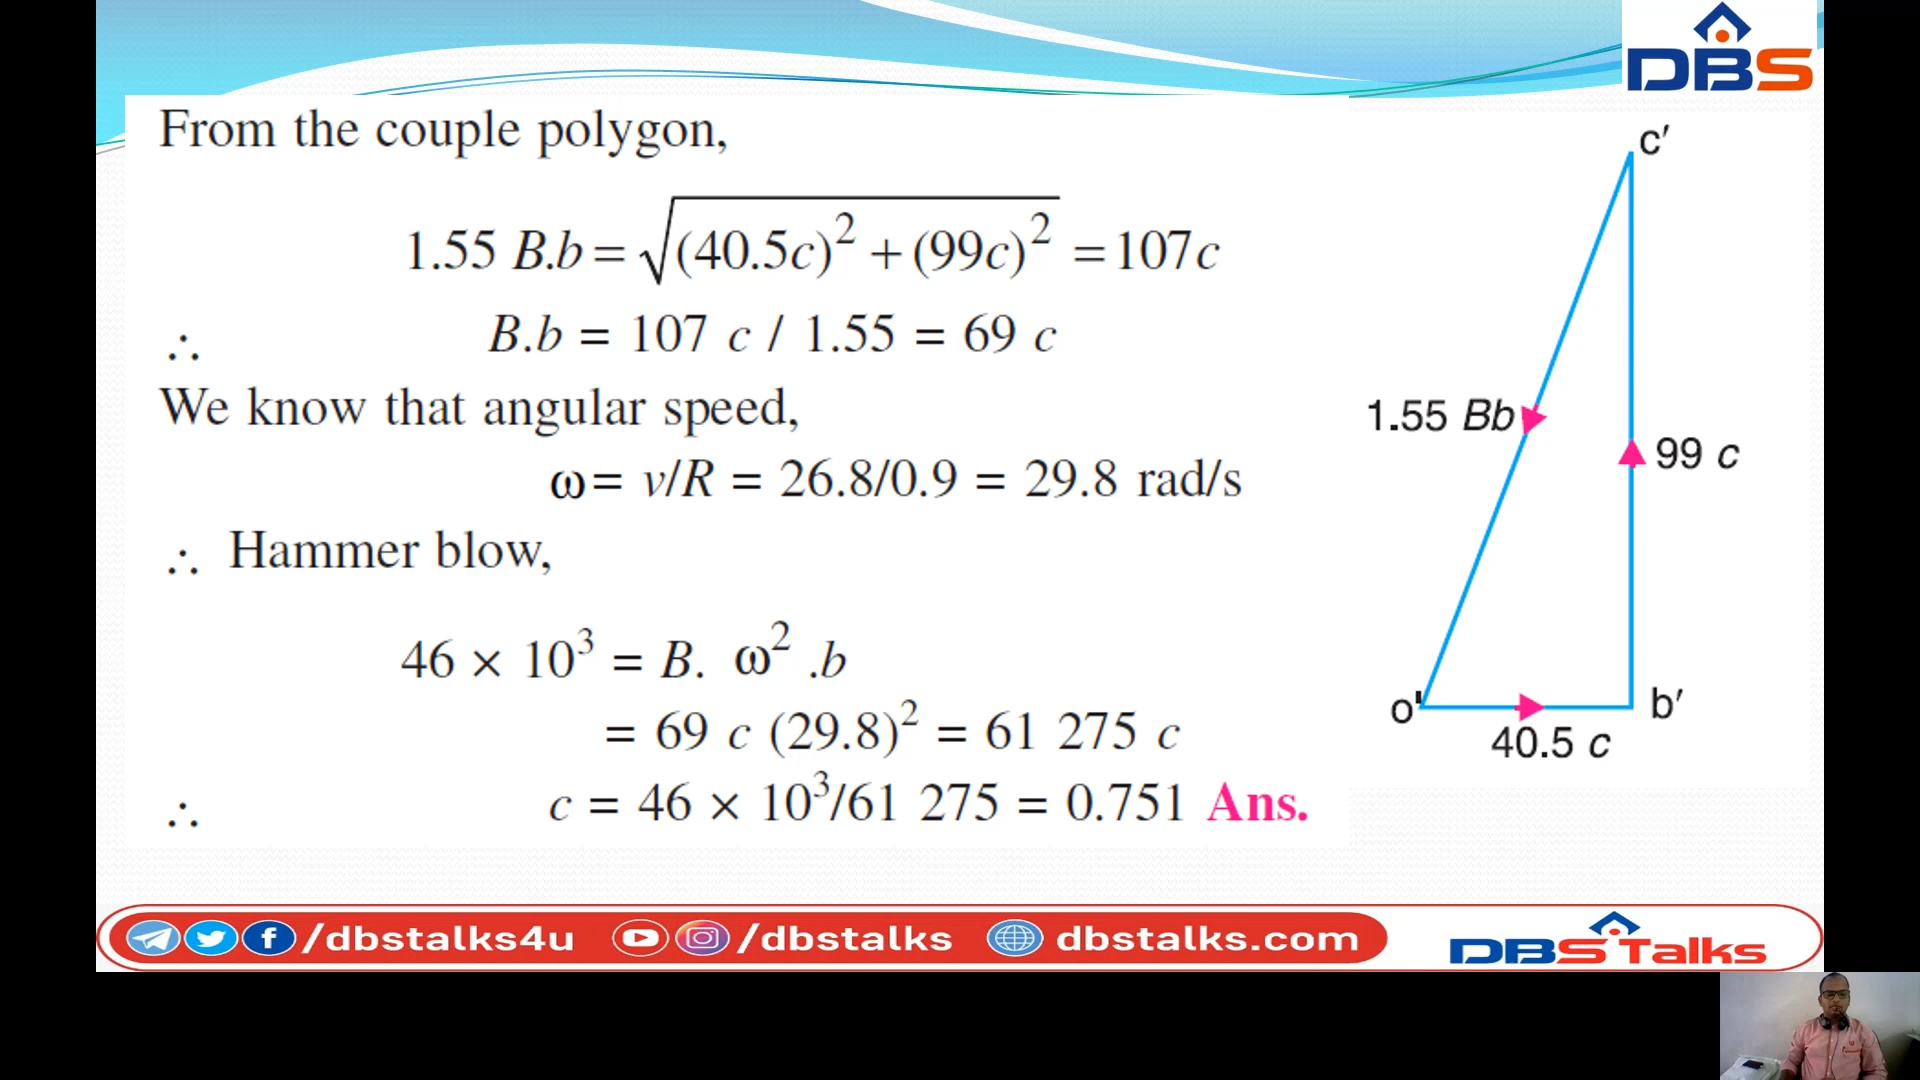 DBS
From the couple polygon,
1.55 B.b = √(40.5c)² + (99c)² = 107c
∴ B.b = 107 c / 1.55 = 69 c
We know that angular speed,
ω = v/R = 26.8/0.9 = 29.8 rad/s
∴ Hammer blow,
46 × 10³ = B. ω² .b
= 69 c (29.8)² = 61 275 c
∴ c = 46 × 10³/61 275 = 0.751 Ans.
c′
1.55 Bb
99 c
o'
b′
40.5 c
/dbstalks4u /dbstalks dbstalks.com
DBS Talks